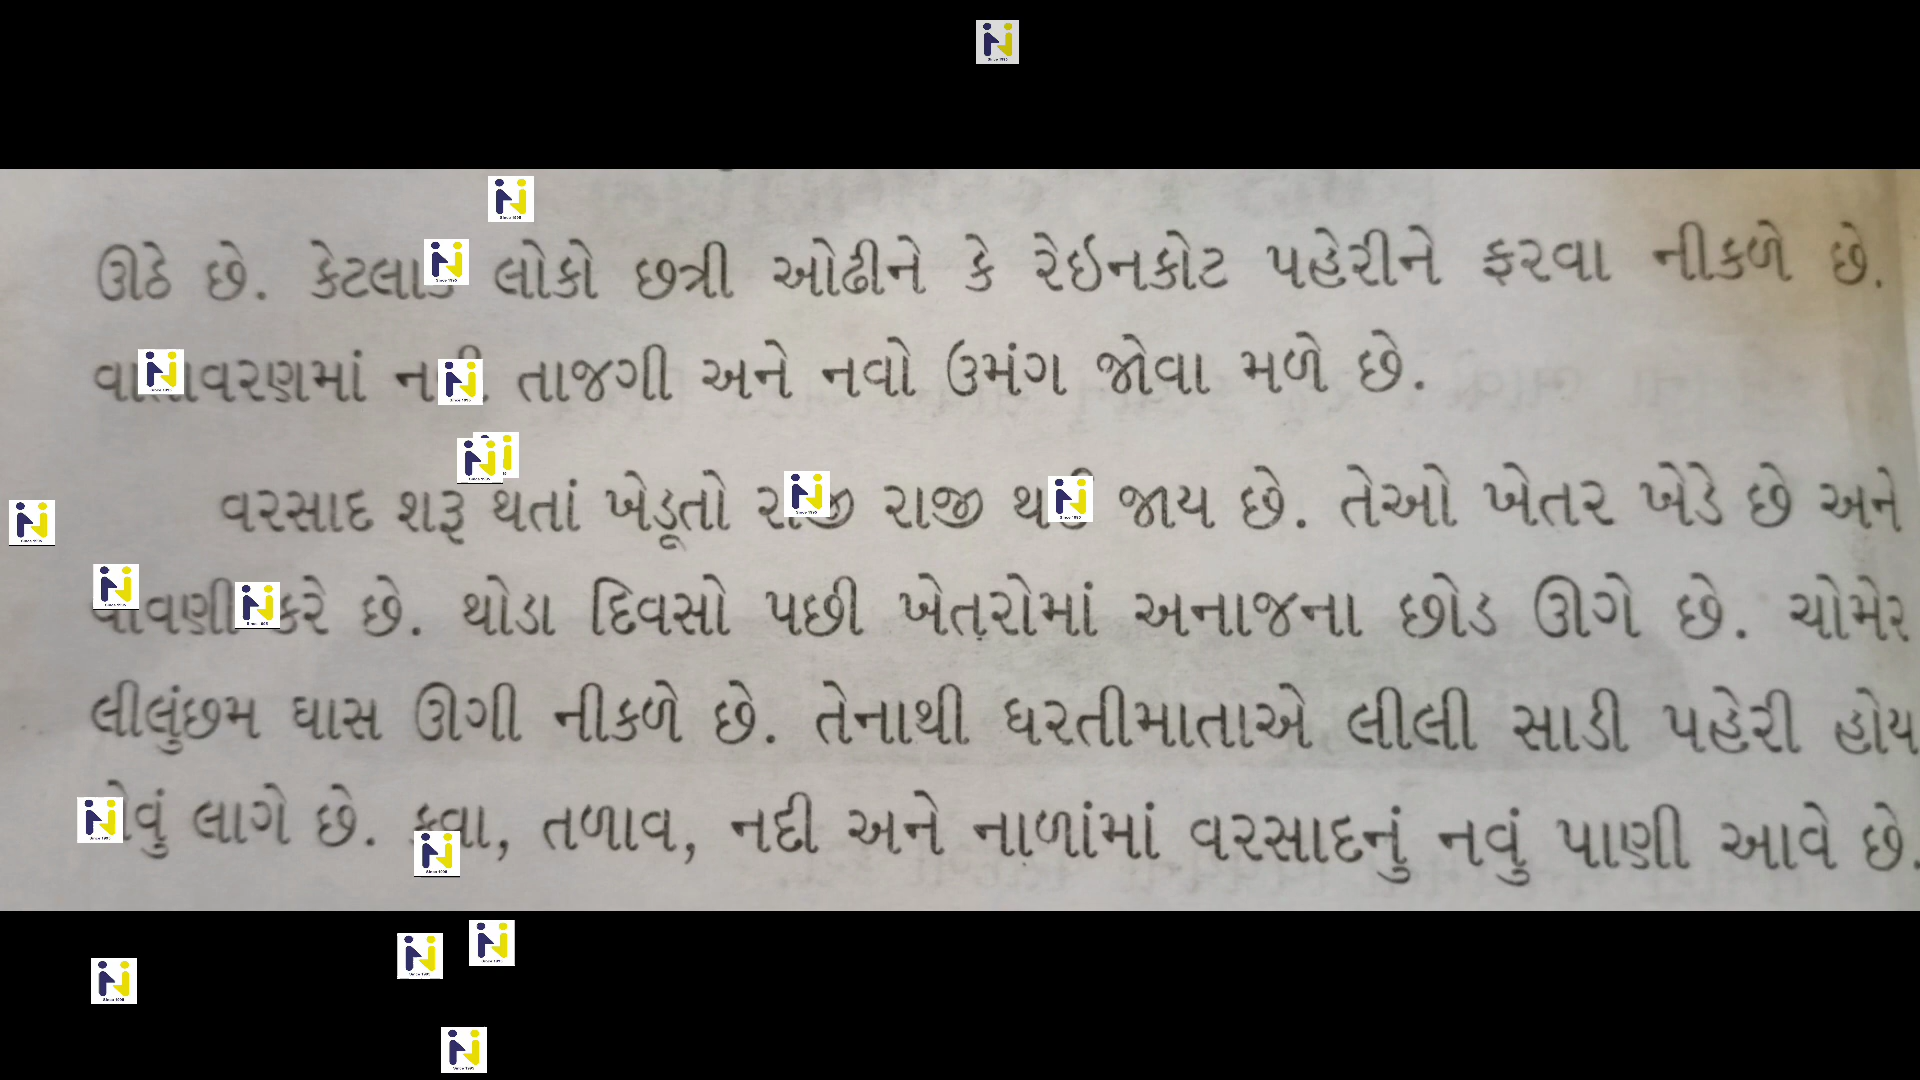 ઊઠે છે. કેટલાક લોકો છત્રી ઓઢીને કે રેઇનકોટ પહેરીને ફરવા નીકળે છે.
વાતાવરણમાં તાજગી અને નવો ઉમંગ જોવા મળે છે.
વરસાદ શરૂ થતાં ખેડૂતો રાજી રાજી થઈ જાય છે. તેઓ ખેતર ખેડે છે અને
વાવણી કરે છે. થોડા દિવસો પછી ખેતરોમાં અનાજના છોડ ઊગે છે. ચોમેર
લીલુંછમ ઘાસ ઊગી નીકળે છે. તેનાથી ધરતીમાતાએ લીલી સાડી પહેરી હોય
લાગે છે. કૂવા, તળાવ, નદી અને નાળાંમાં વરસાદનું નવું પાણી આવે છે.